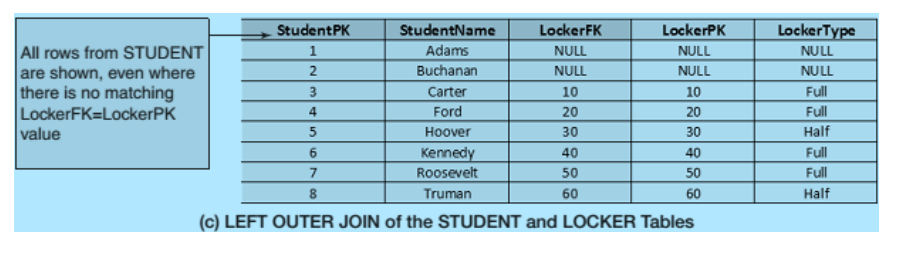 StudentPK StudentName LockerFK LockerPK LockerType
All rows from STUDENT
are shown, even where
there is no matching
LockerFK=LockerPK
value
1 Adams NULL NULL NULL
2 Buchanan NULL NULL NULL
3 Carter 10 10 Full
4 Ford 20 20 Full
5 Hoover 30 30 Half
6 Kennedy 40 40 Full
7 Roosevelt 50 50 Full
8 Truman 60 60 Half
(c) LEFT OUTER JOIN of the STUDENT and LOCKER Tables